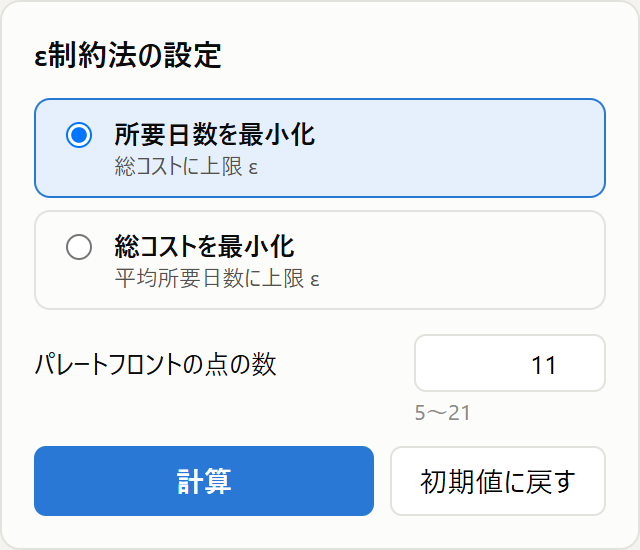 ε制約法の設定
所要日数を最小化
総コストに上限 ε
総コストを最小化
平均所要日数に上限 ε
パレートフロントの点の数
11
5～21
計算
初期値に戻す